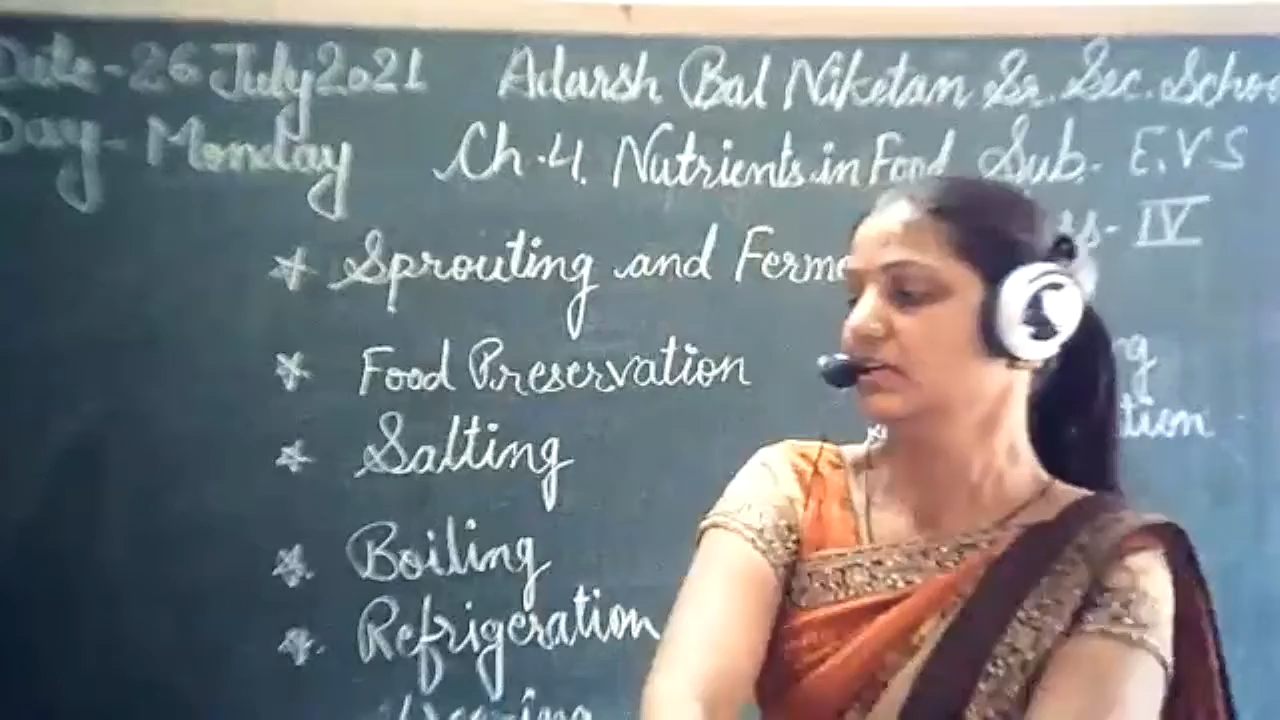 Date-26 July 2021 Adarsh Bal Niketan Sr. Sec. School
Day- Monday Ch.4. Nutrients in Food Sub.- E.V.S
IV
* Sprouting and Ferme
* Food Preservation
* Salting
* Boiling
* Refrigeration